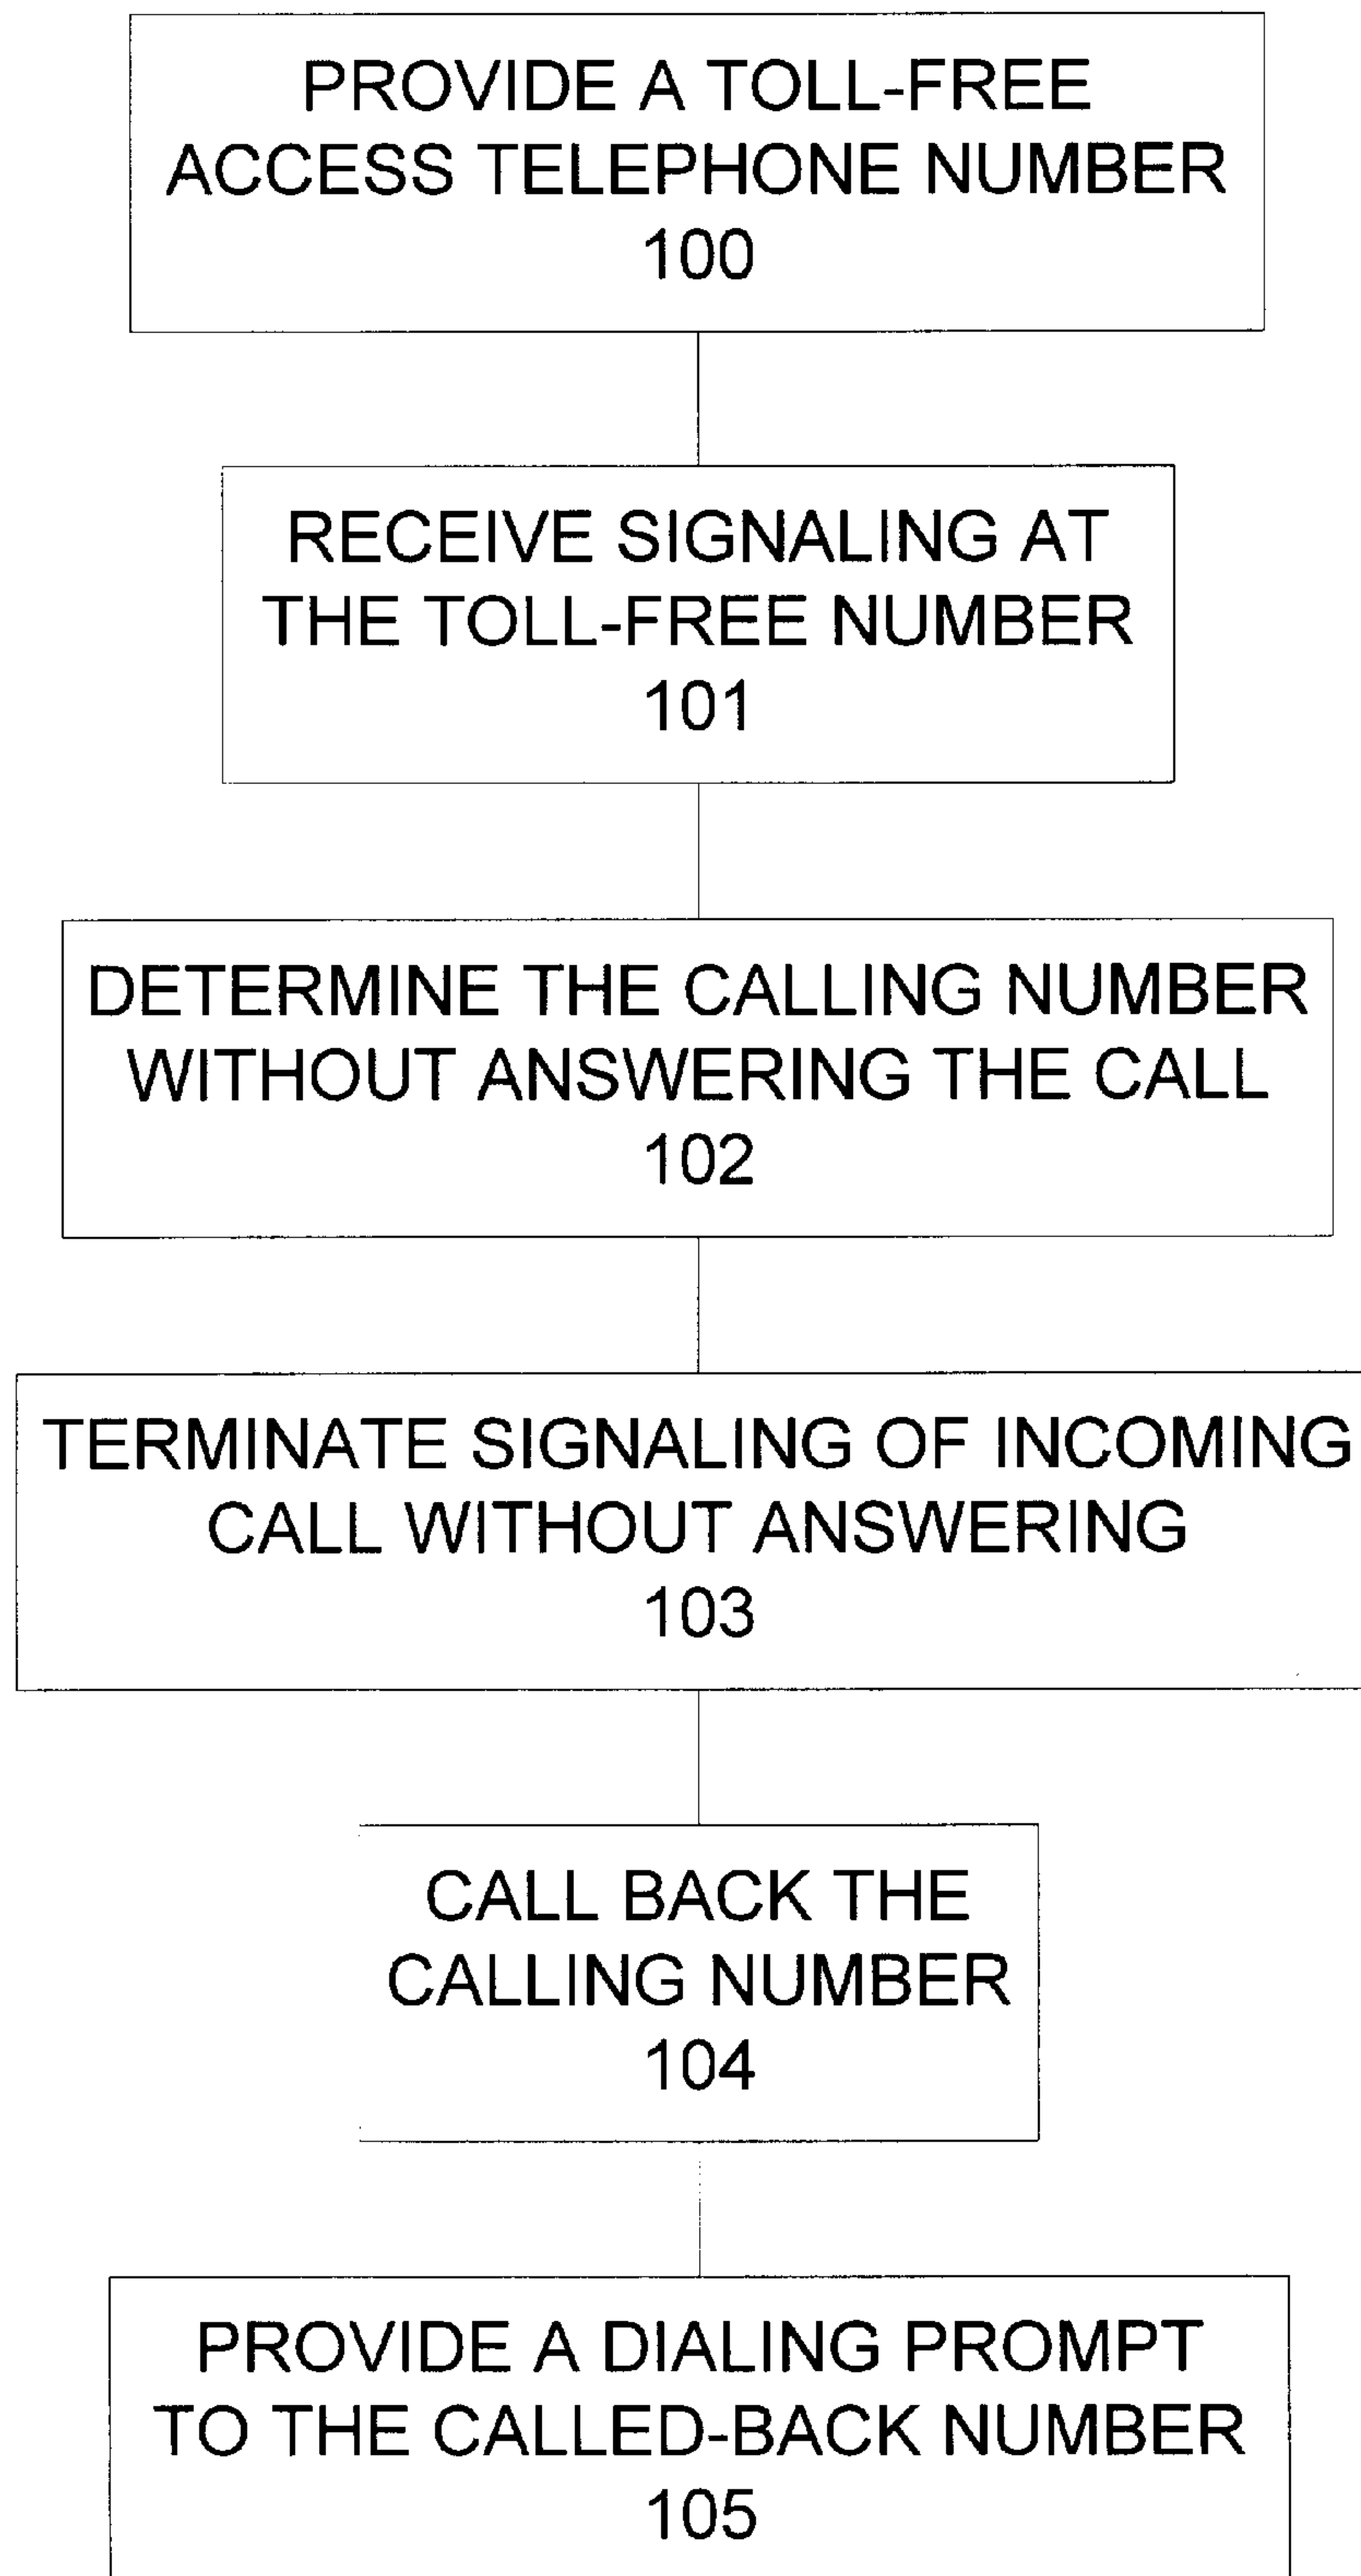 PROVIDE A TOLL-FREE
ACCESS TELEPHONE NUMBER
100
RECEIVE SIGNALING AT
THE TOLL-FREE NUMBER
101
DETERMINE THE CALLING NUMBER
WITHOUT ANSWERING THE CALL
102
TERMINATE SIGNALING OF INCOMING
CALL WITHOUT ANSWERING
103
CALL BACK THE
CALLING NUMBER
104
PROVIDE A DIALING PROMPT
TO THE CALLED-BACK NUMBER
105